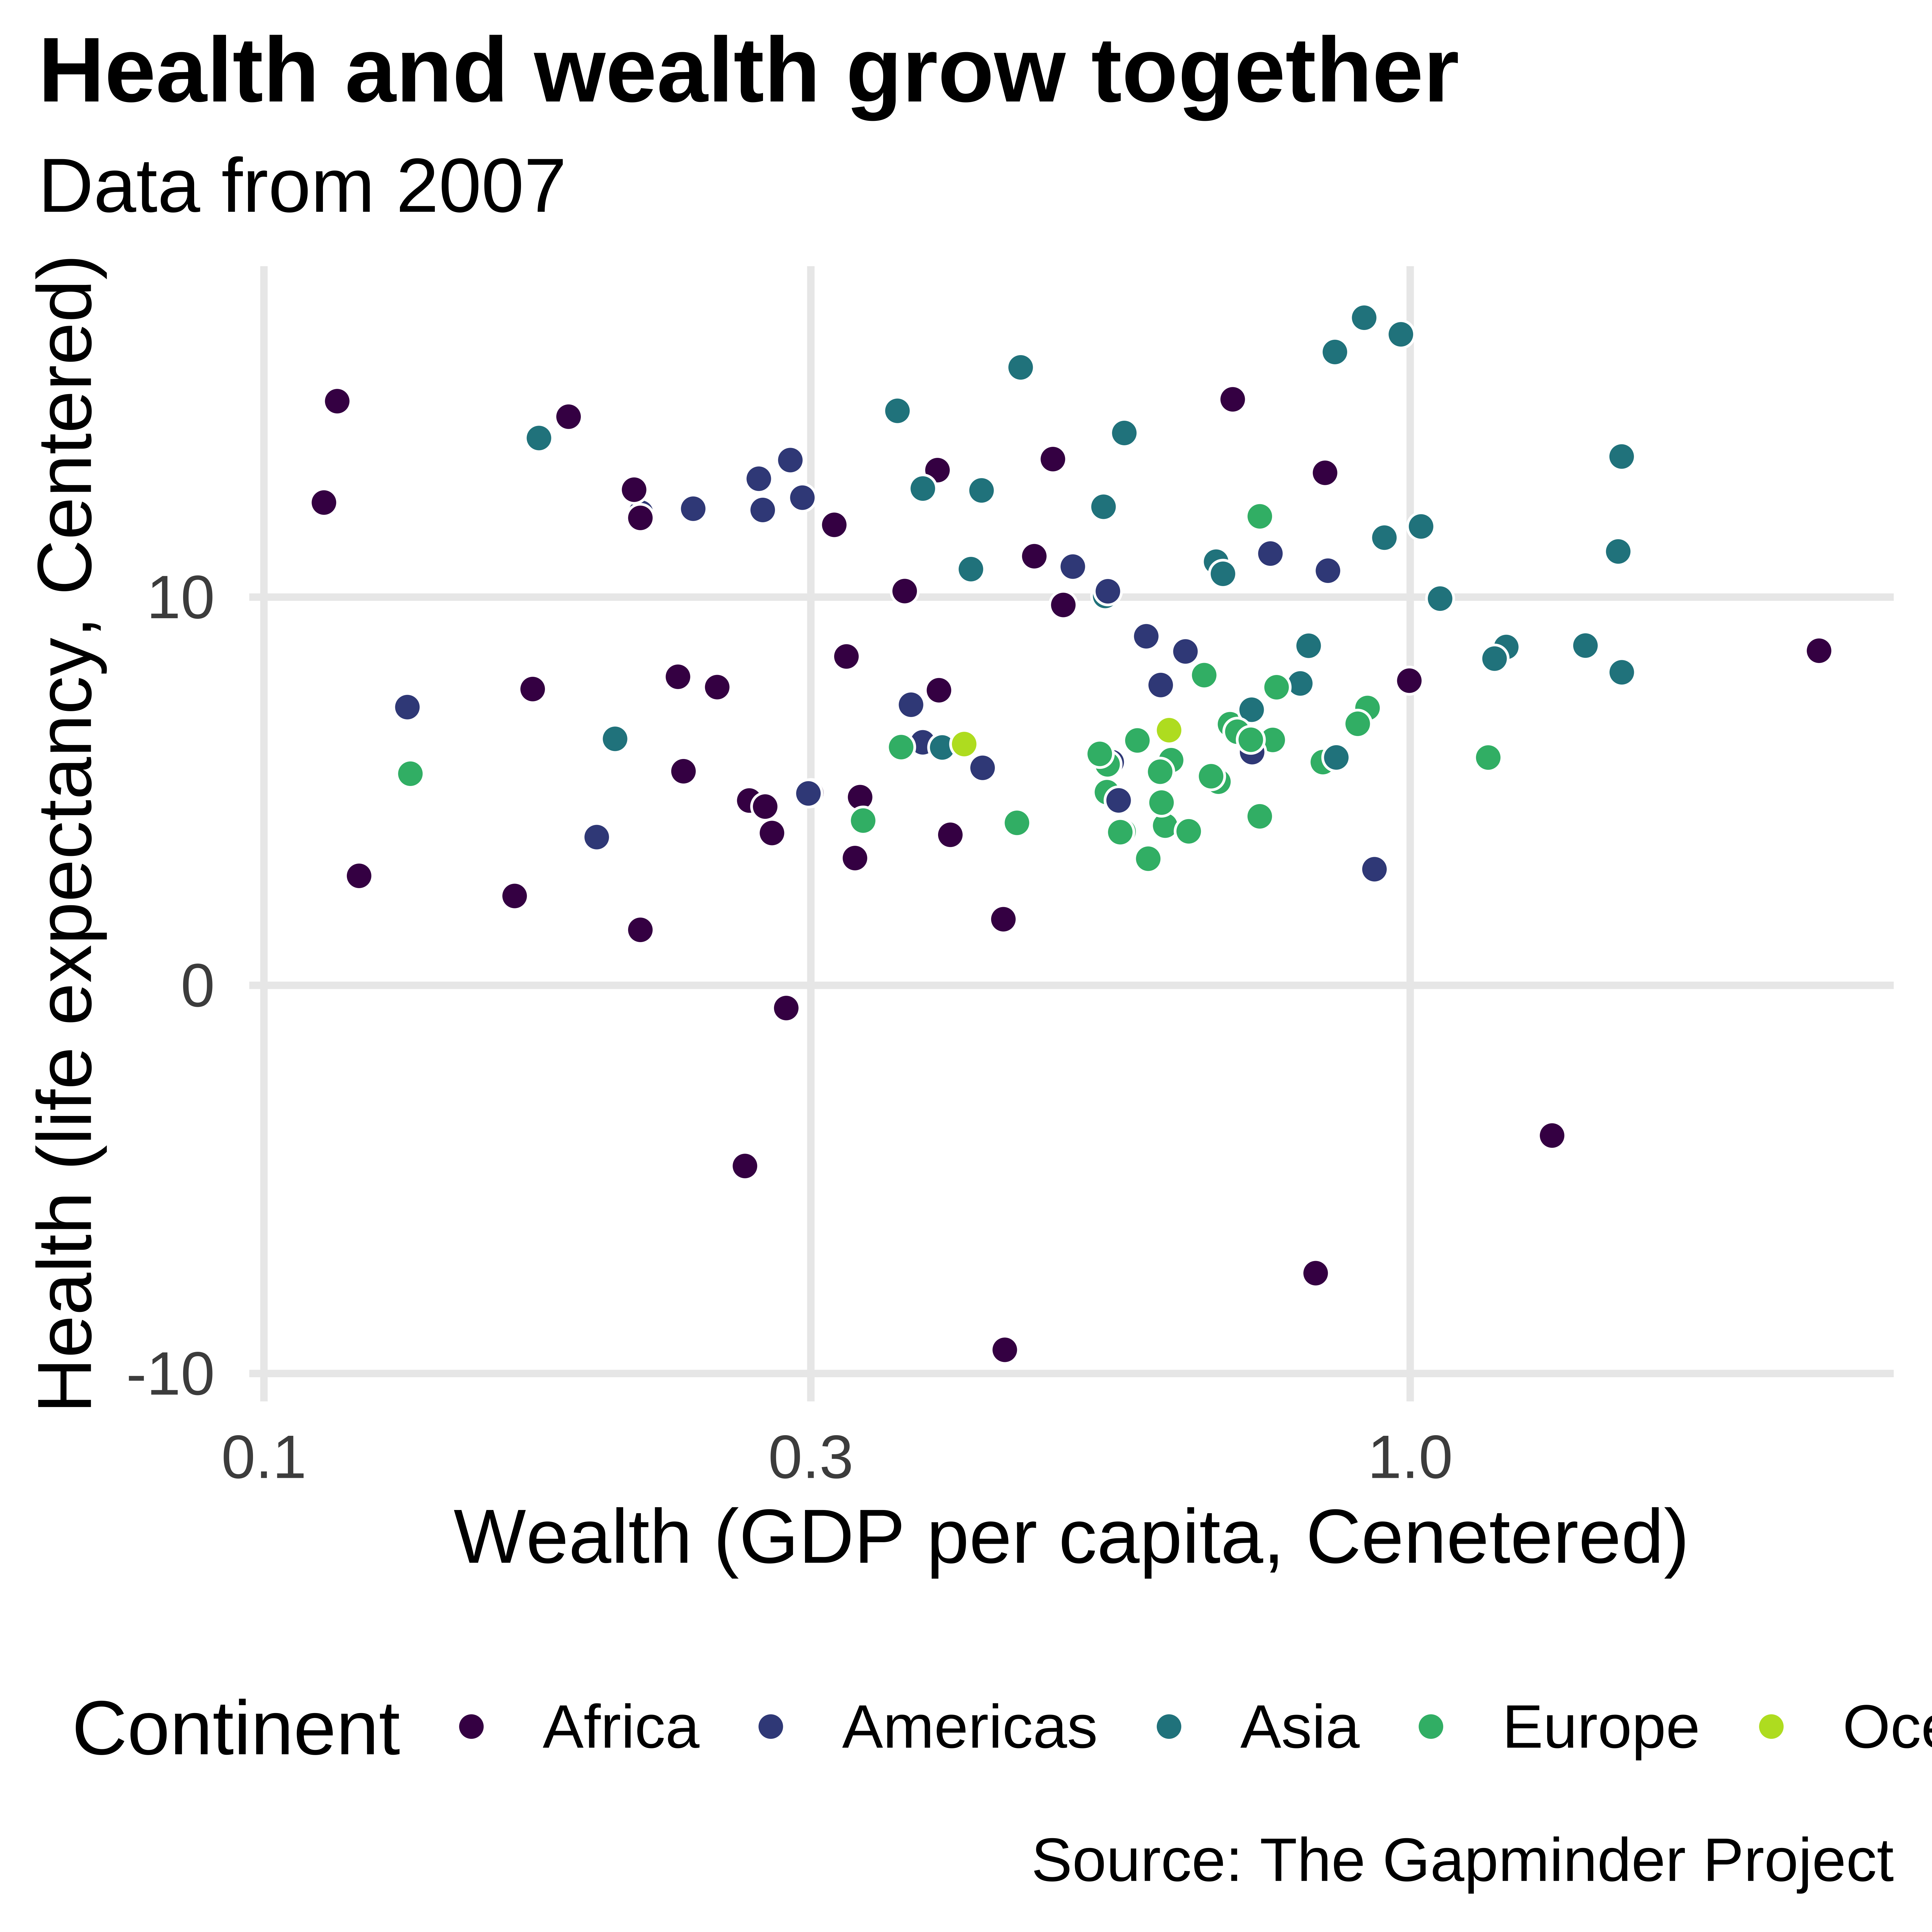 Health and wealth grow together
Data from 2007
Health (life expectancy, Centered)
10
0
-10
0.1 0.3 1.0
Wealth (GDP per capita, Cenetered)
Continent Africa Americas Asia Europe
Source: The Gapminder Project